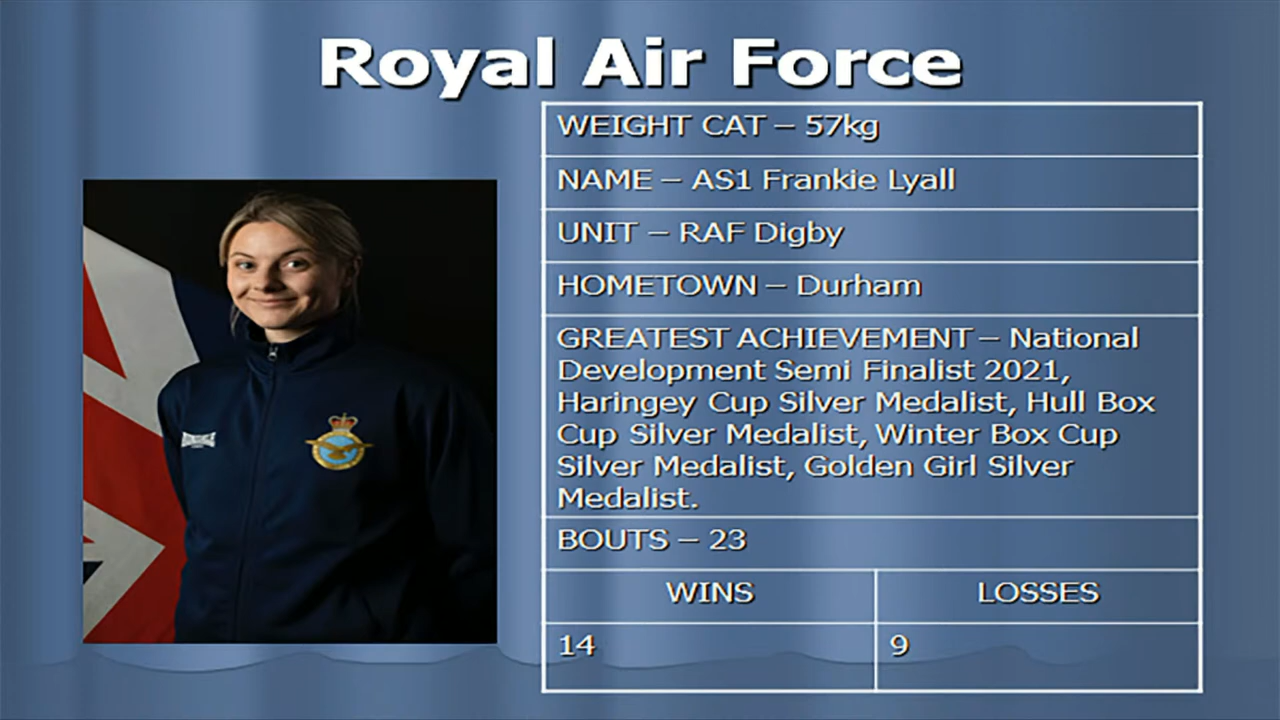 Royal Air Force
WEIGHT CAT – 57kg
NAME – AS1 Frankie Lyall
UNIT – RAF Digby
HOMETOWN – Durham
GREATEST ACHIEVEMENT – National
Development Semi Finalist 2021,
Haringey Cup Silver Medalist, Hull Box
Cup Silver Medalist, Winter Box Cup
Silver Medalist, Golden Girl Silver
Medalist.
BOUTS – 23
WINS LOSSES
14 9